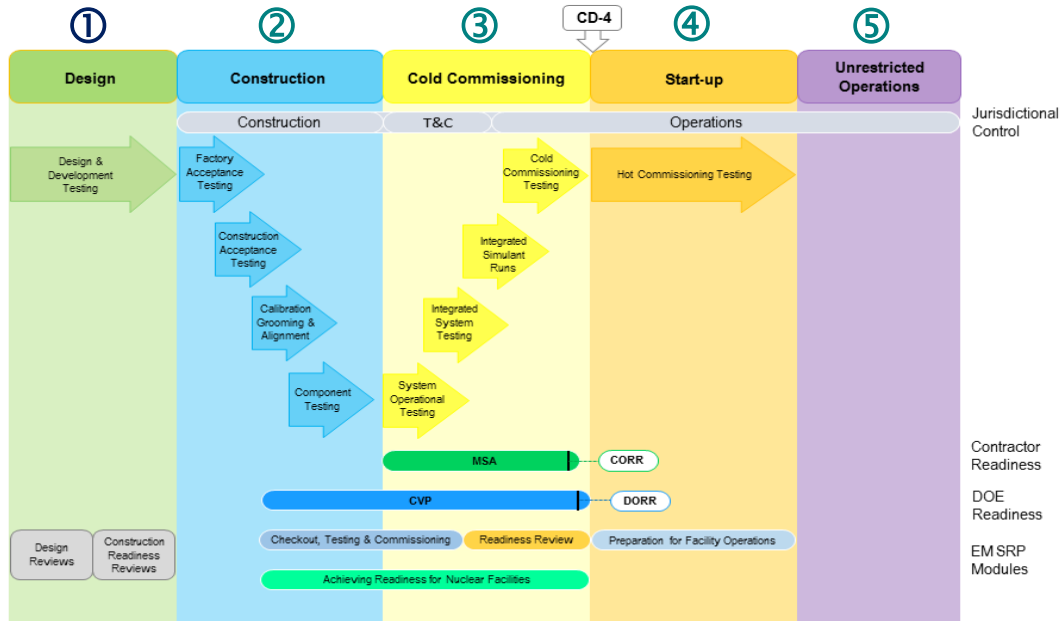 ①
②
③
④
⑤
CD-4
Design
Construction
Cold Commissioning
Start-up
Unrestricted
Operations
Construction
T&C
Operations
Jurisdictional
Control
Design &
Development
Testing
Factory
Acceptance
Testing
Cold
Commissioning
Testing
Hot Commissioning Testing
Construction
Acceptance
Testing
Integrated
Simulant
Runs
Calibration
Grooming &
Alignment
Integrated
System
Testing
Component
Testing
System
Operational
Testing
MSA
CORR
Contractor
Readiness
CVP
DORR
DOE
Readiness
Design
Reviews
Construction
Readiness
Reviews
Checkout, Testing & Commissioning
Readiness Review
Preparation for Facility Operations
EM SRP
Modules
Achieving Readiness for Nuclear Facilities